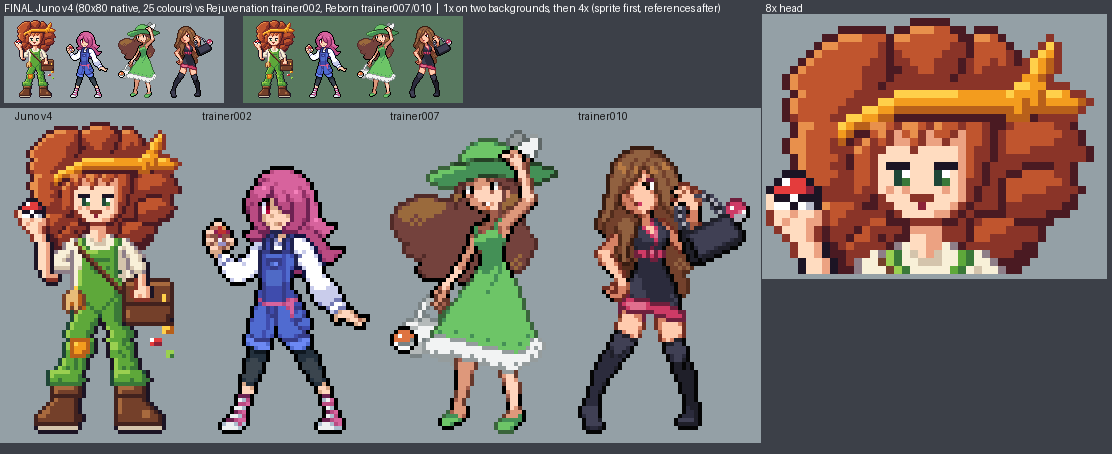 FINAL Juno v4 (80x80 native, 25 colours) vs Rejuvenation trainer002, Reborn trainer007/010 | 1x on two backgrounds, then 4x (sprite first, references after)
8x head
Juno v4
trainer002
trainer007
trainer010